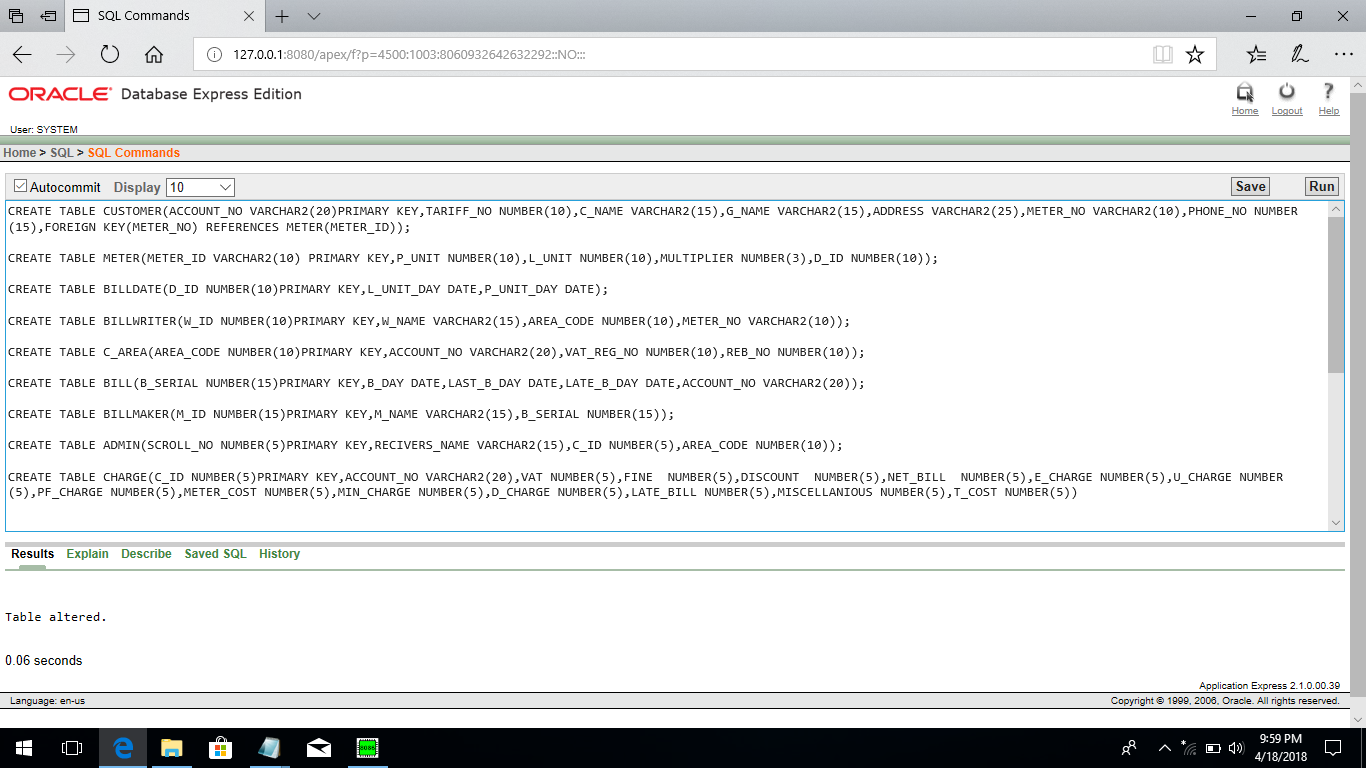 SQL Commands
127.0.0.1:8080/apex/f?p=4500:1003:8060932642632292::NO:::
ORACLE Database Express Edition
Home Logout Help
User: SYSTEM
Home > SQL > SQL Commands
Autocommit Display 10 Save Run
CREATE TABLE CUSTOMER(ACCOUNT_NO VARCHAR2(20)PRIMARY KEY,TARIFF_NO NUMBER(10),C_NAME VARCHAR2(15),G_NAME VARCHAR2(15),ADDRESS VARCHAR2(25),METER_NO VARCHAR2(10),PHONE_NO NUMBER
(15),FOREIGN KEY(METER_NO) REFERENCES METER(METER_ID));
CREATE TABLE METER(METER_ID VARCHAR2(10) PRIMARY KEY,P_UNIT NUMBER(10),L_UNIT NUMBER(10),MULTIPLIER NUMBER(3),D_ID NUMBER(10));
CREATE TABLE BILLDATE(D_ID NUMBER(10)PRIMARY KEY,L_UNIT_DAY DATE,P_UNIT_DAY DATE);
CREATE TABLE BILLWRITER(W_ID NUMBER(10)PRIMARY KEY,W_NAME VARCHAR2(15),AREA_CODE NUMBER(10),METER_NO VARCHAR2(10));
CREATE TABLE C_AREA(AREA_CODE NUMBER(10)PRIMARY KEY,ACCOUNT_NO VARCHAR2(20),VAT_REG_NO NUMBER(10),REB_NO NUMBER(10));
CREATE TABLE BILL(B_SERIAL NUMBER(15)PRIMARY KEY,B_DAY DATE,LAST_B_DAY DATE,LATE_B_DAY DATE,ACCOUNT_NO VARCHAR2(20));
CREATE TABLE BILLMAKER(M_ID NUMBER(15)PRIMARY KEY,M_NAME VARCHAR2(15),B_SERIAL NUMBER(15));
CREATE TABLE ADMIN(SCROLL_NO NUMBER(5)PRIMARY KEY,RECIVERS_NAME VARCHAR2(15),C_ID NUMBER(5),AREA_CODE NUMBER(10));
CREATE TABLE CHARGE(C_ID NUMBER(5)PRIMARY KEY,ACCOUNT_NO VARCHAR2(20),VAT NUMBER(5),FINE  NUMBER(5),DISCOUNT  NUMBER(5),NET_BILL  NUMBER(5),E_CHARGE NUMBER(5),U_CHARGE NUMBER
(5),PF_CHARGE NUMBER(5),METER_COST NUMBER(5),MIN_CHARGE NUMBER(5),D_CHARGE NUMBER(5),LATE_BILL NUMBER(5),MISCELLANIOUS NUMBER(5),T_COST NUMBER(5))
Results Explain Describe Saved SQL History
Table altered.
0.06 seconds
Application Express 2.1.0.00.39
Language: en-us Copyright © 1999, 2006, Oracle. All rights reserved.
8086
9:59 PM
4/18/2018